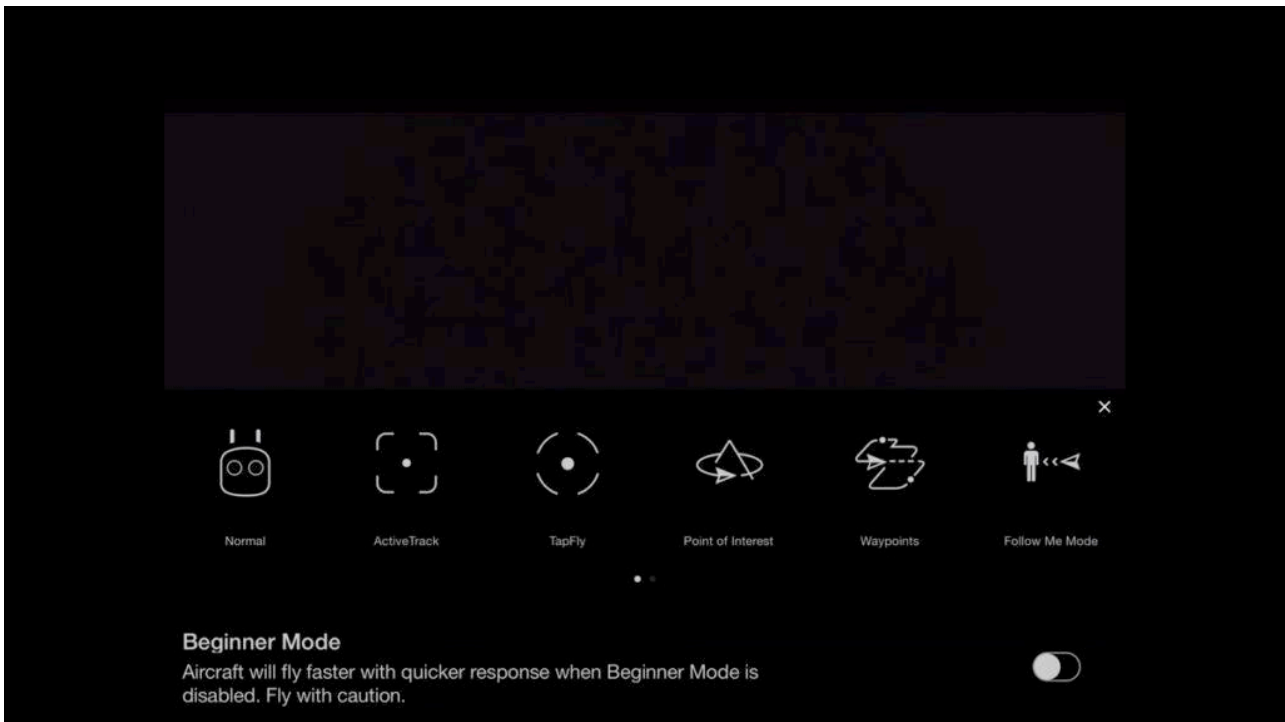 Normal
ActiveTrack
TapFly
Point of Interest
Waypoints
Follow Me Mode
Beginner Mode
Aircraft will fly faster with quicker response when Beginner Mode is
disabled. Fly with caution.